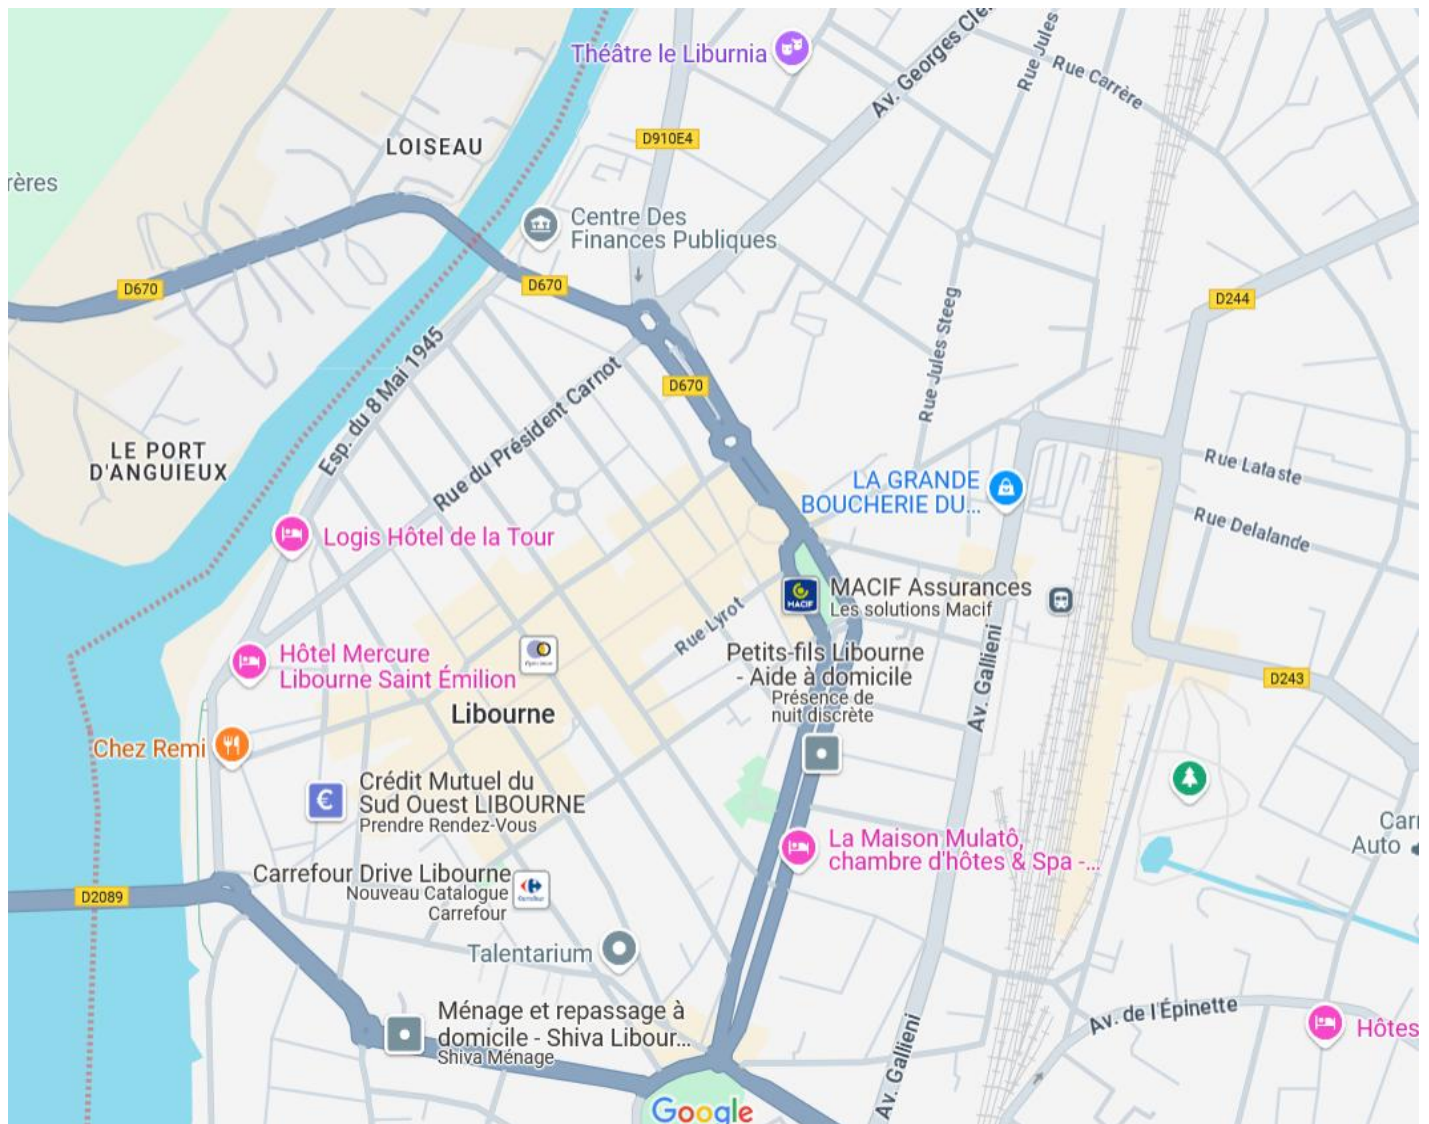 Théâtre le Liburnia
Av. Georges Cle
Rue Jules
Rue Carrère
D910E4
LOISEAU
rères
Centre Des
Finances Publiques
D670
D670
D244
Esp. du 8 Mai 1945
Rue du Président Carnot
D670
Rue Jules Steeg
LE PORT
D'ANGUIEUX
Rue Lataste
LA GRANDE
BOUCHERIE DU...
Rue Delalande
Logis Hôtel de la Tour
MACIF
MACIF Assurances
Les solutions Macif
Rue Lyrot
Hôtel Mercure
Libourne Saint Émilion
Petits-fils Libourne
- Aide à domicile
Présence de
nuit discrète
Av. Gallieni
D243
Libourne
Chez Remi
Crédit Mutuel du
Sud Ouest LIBOURNE
Prendre Rendez-Vous
La Maison Mulatô,
chambre d'hôtes & Spa -...
Carr
Auto
Carrefour Drive Libourne
Nouveau Catalogue
Carrefour
D2089
Talentarium
Ménage et repassage à
domicile - Shiva Libour...
Shiva Ménage
Av. de l'Épinette
Hôtes
Av. Gallieni
Google